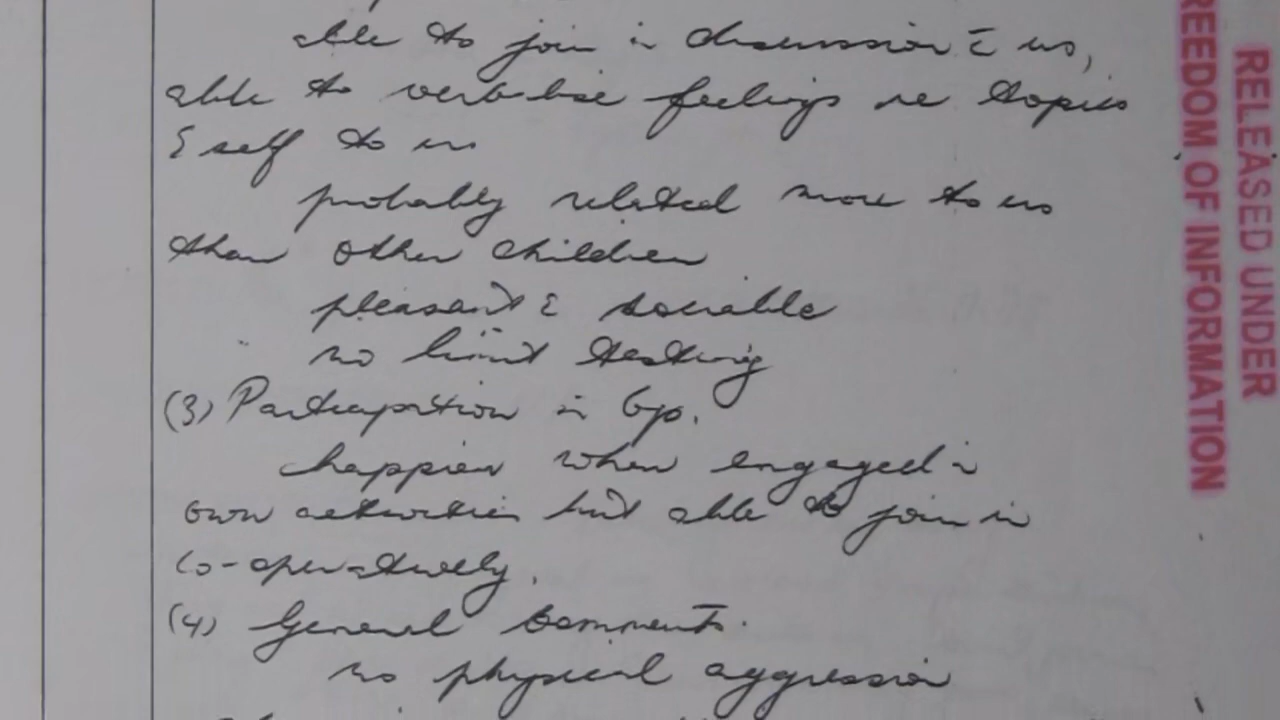 able to join in discussion c̄ us,
able to verbalise feelings re topics
& self to us
probably related more to us
than other children
pleasant & sociable
no limit testing
(3) Participation in Gp.
happier when engaged in
own activities but able to join in
co-operatively.
(4) General Comments.
no physical aggression
RELEASED UNDER
REEDOM OF INFORMATION